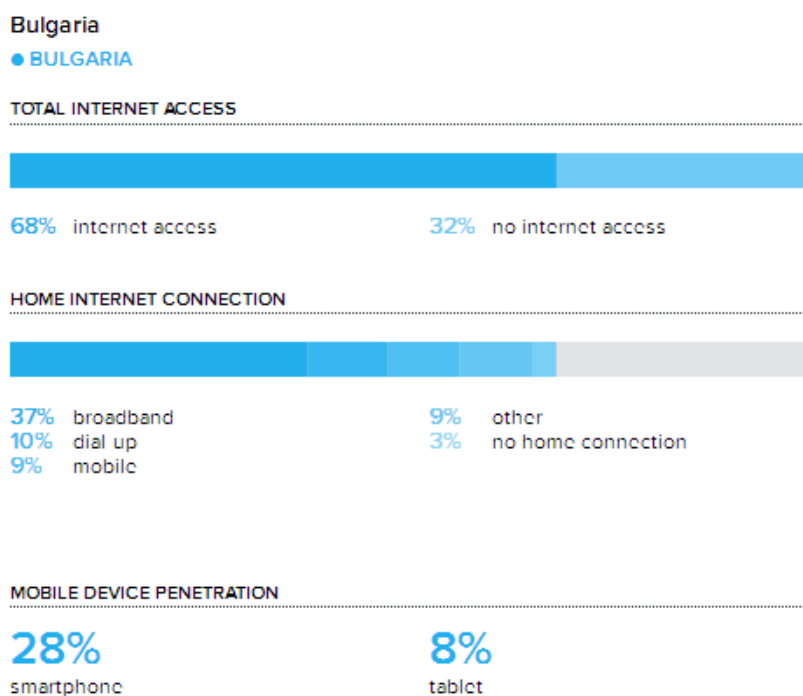 Bulgaria
● BULGARIA
TOTAL INTERNET ACCESS
68% internet access 32% no internet access
HOME INTERNET CONNECTION
37% broadband 9% other
10% dial up 3% no home connection
9% mobile
MOBILE DEVICE PENETRATION
28% 8%
smartphone tablet